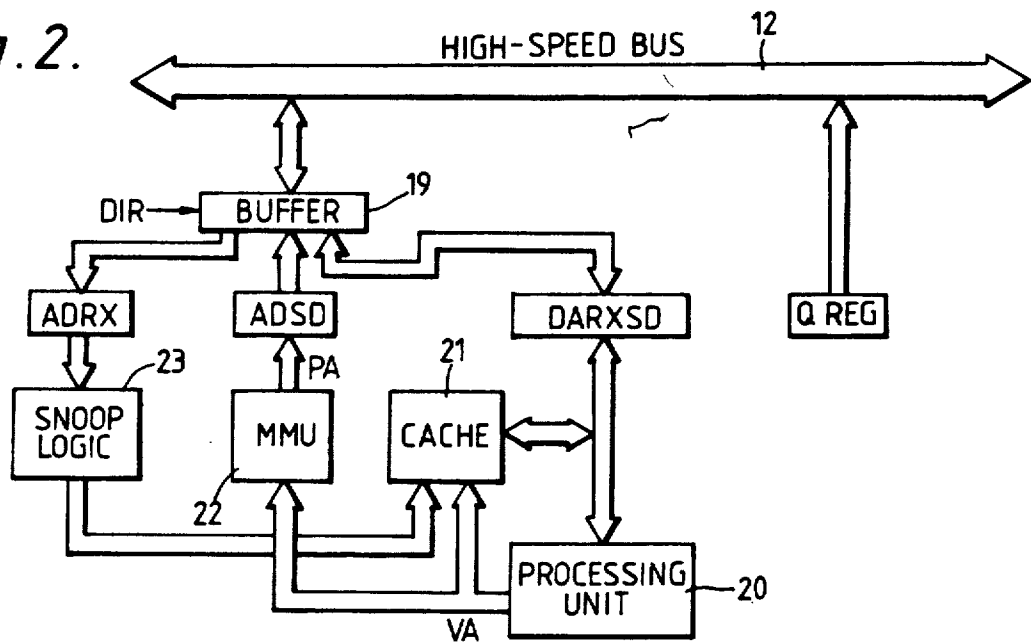 g. 2.
HIGH-SPEED BUS
12
19
DIR
BUFFER
ADRX
ADSD
DARXSD
Q REG
23
PA
21
SNOOP
LOGIC
MMU
CACHE
22
PROCESSING
UNIT
20
VA